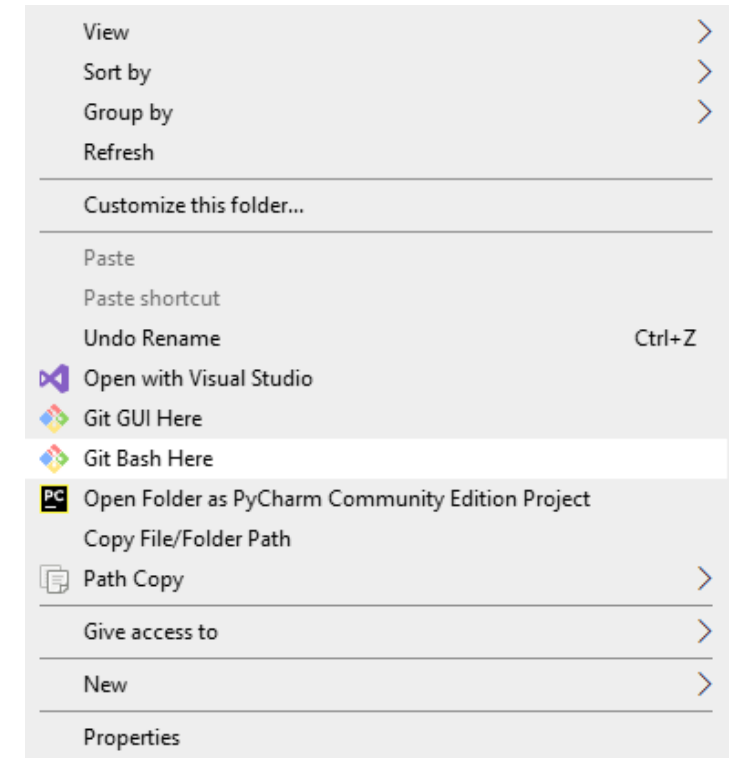 View
Sort by
Group by
Refresh
Customize this folder...
Paste
Paste shortcut
Undo Rename Ctrl+Z
Open with Visual Studio
Git GUI Here
Git Bash Here
PC Open Folder as PyCharm Community Edition Project
Copy File/Folder Path
Path Copy
Give access to
New
Properties